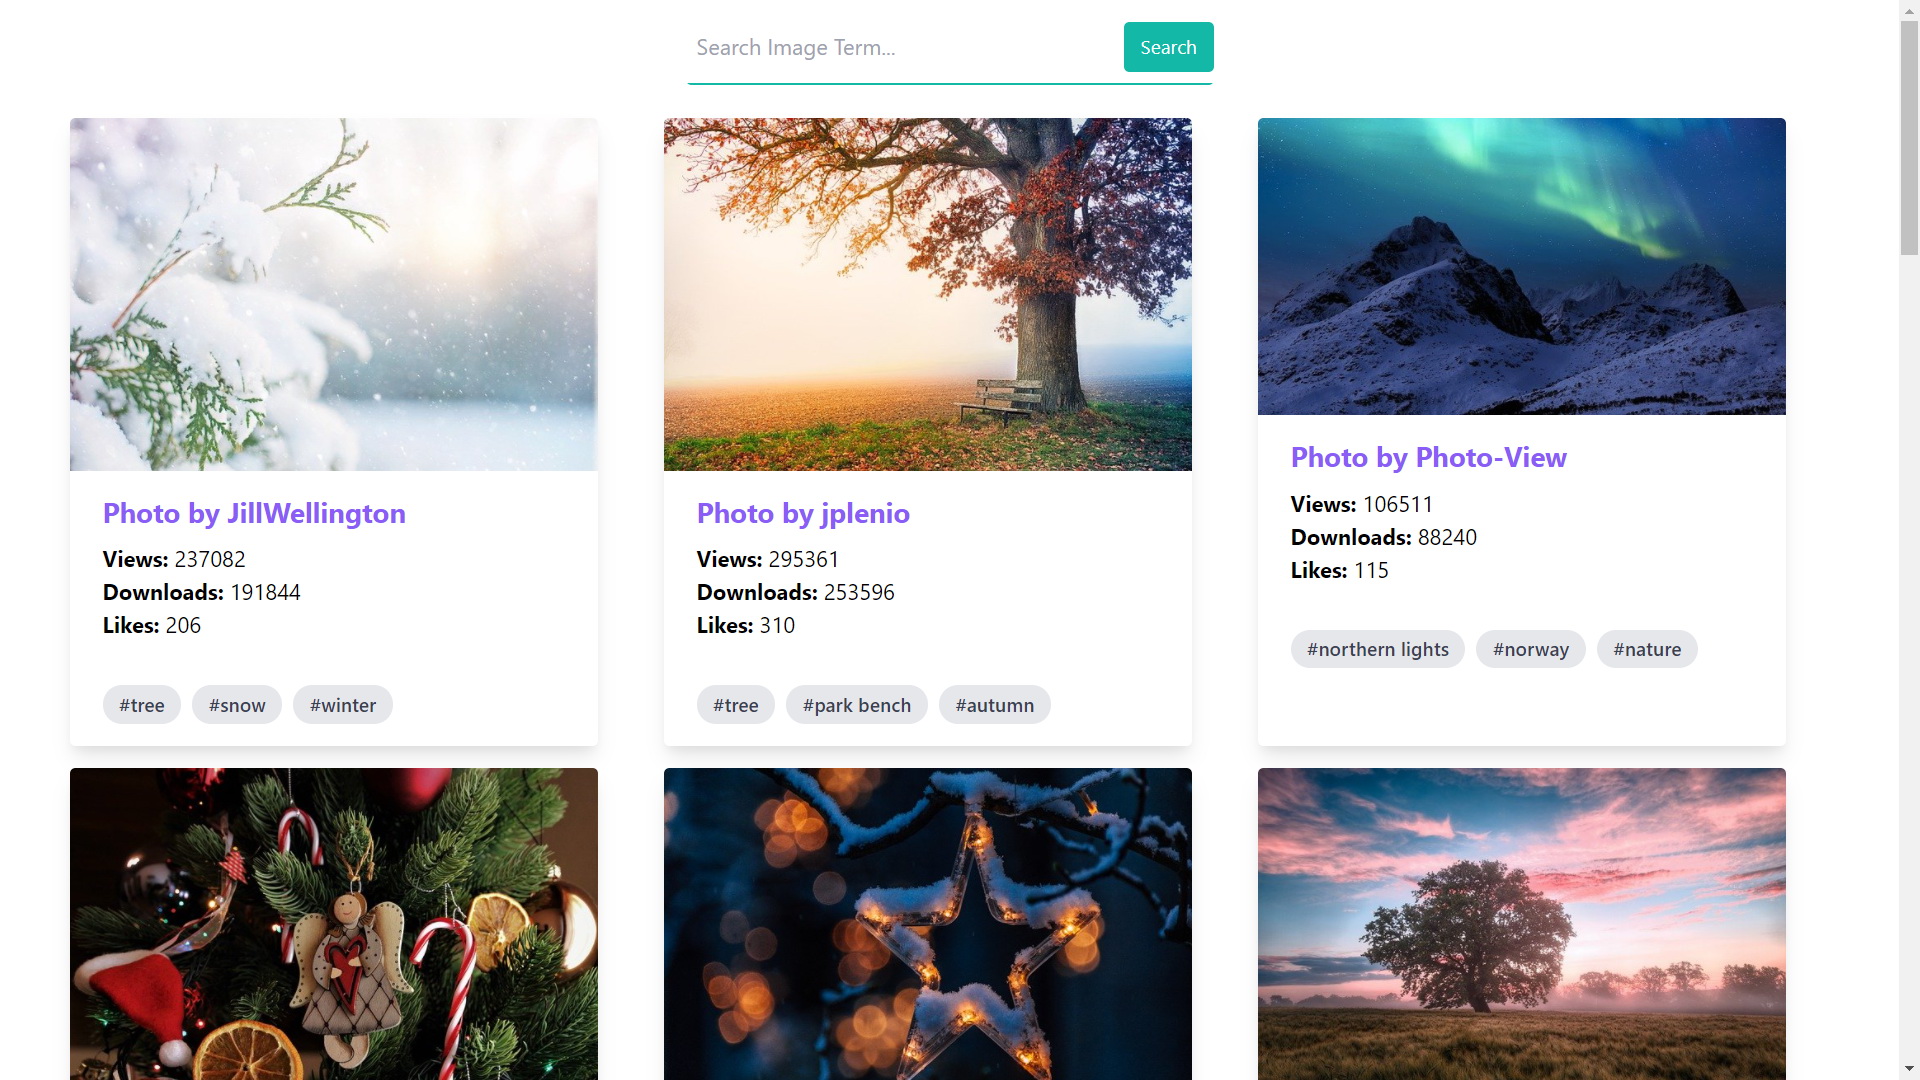 Search Image Term...
Search
Photo by JillWellington
Views: 237082
Downloads: 191844
Likes: 206
#tree #snow #winter
Photo by jplenio
Views: 295361
Downloads: 253596
Likes: 310
#tree #park bench #autumn
Photo by Photo-View
Views: 106511
Downloads: 88240
Likes: 115
#northern lights #norway #nature